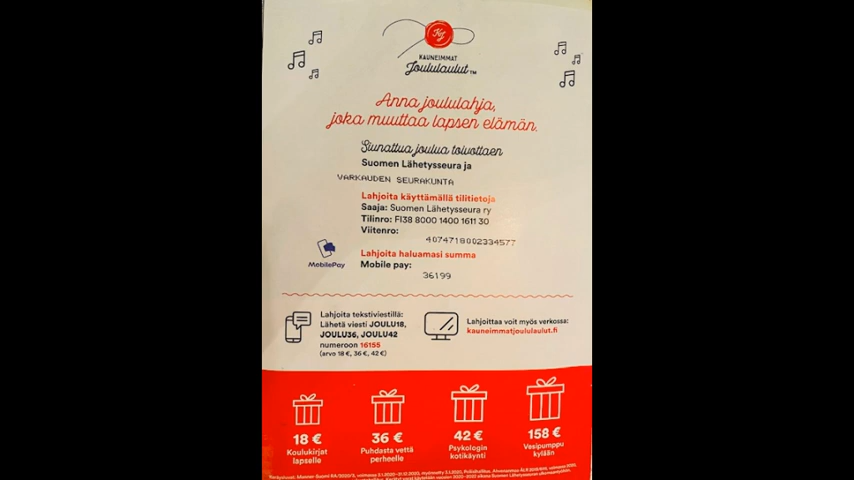 KJ
KAUNEIMMAT
Joululaulut™
Anna joululahja,
joka muuttaa lapsen elämän.
Siunattua joulua toivottaen
Suomen Lähetysseura ja
VARKAUDEN SEURAKUNTA
Lahjoita käyttämällä tilitietoja
Saaja: Suomen Lähetysseura ry
Tilinro: FI38 8000 1400 1611 30
Viitenro:
4074718002334577
Lahjoita haluamasi summa
MobilePay
Mobile pay:
36199
Lahjoita tekstiviestillä:
Lähetä viesti JOULU18,
JOULU36, JOULU42
numeroon 16155
(arvo 18 €, 36 €, 42 €)
Lahjoittaa voit myös verkossa:
kauneimmatjoululaulut.fi
18 €
Koulukirjat
lapselle
36 €
Puhdasta vettä
perheelle
42 €
Psykologin
kotikäynti
158 €
Vesipumppu
kylään